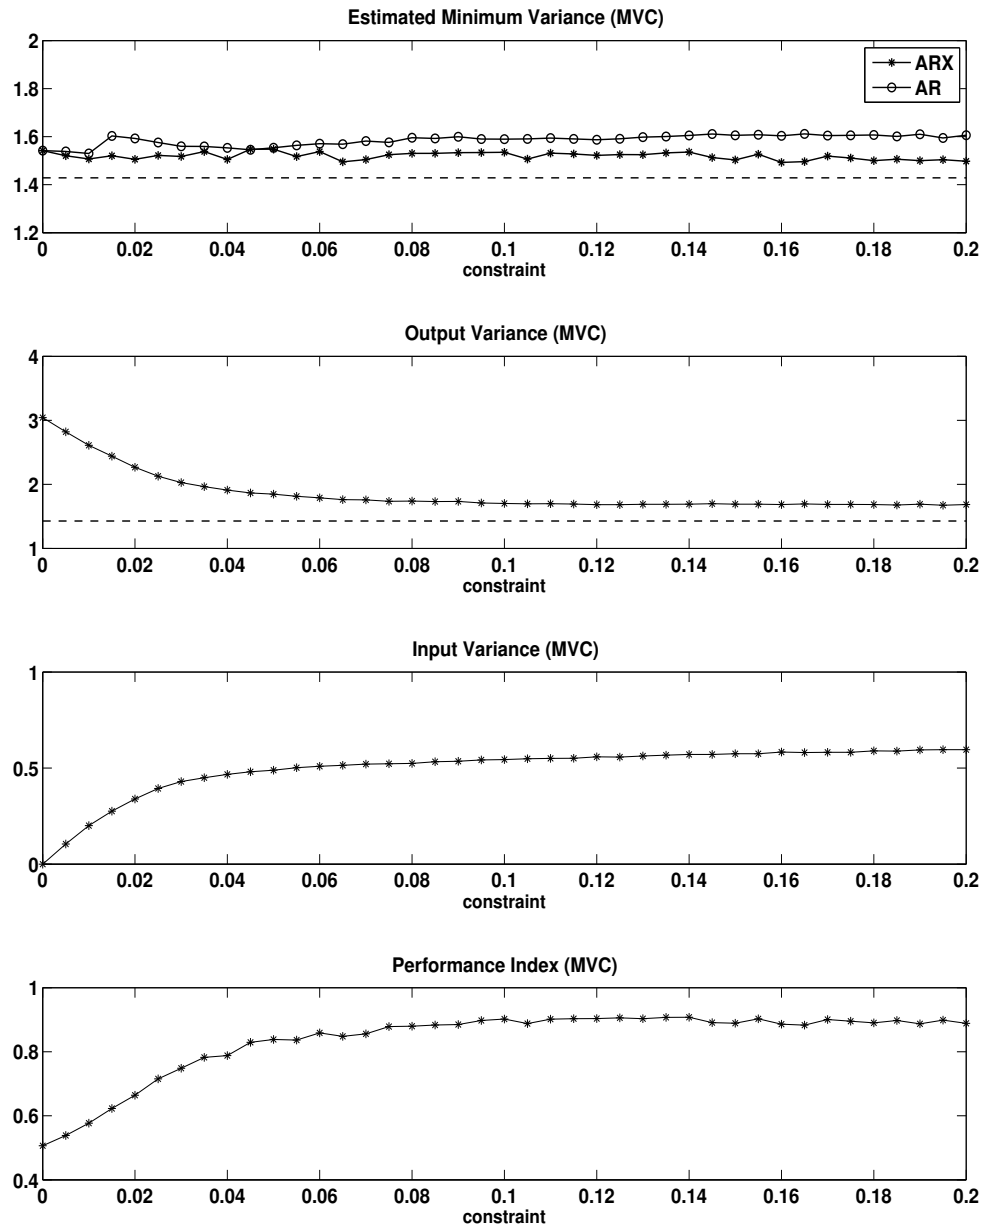 Estimated Minimum Variance (MVC)
2
1.8
1.6
1.4
1.2
ARX
AR
0 0.02 0.04 0.06 0.08 0.1 0.12 0.14 0.16 0.18 0.2
constraint
Output Variance (MVC)
4
3
2
1
0 0.02 0.04 0.06 0.08 0.1 0.12 0.14 0.16 0.18 0.2
constraint
Input Variance (MVC)
1
0.5
0
0 0.02 0.04 0.06 0.08 0.1 0.12 0.14 0.16 0.18 0.2
constraint
Performance Index (MVC)
1
0.8
0.6
0.4
0 0.02 0.04 0.06 0.08 0.1 0.12 0.14 0.16 0.18 0.2
constraint